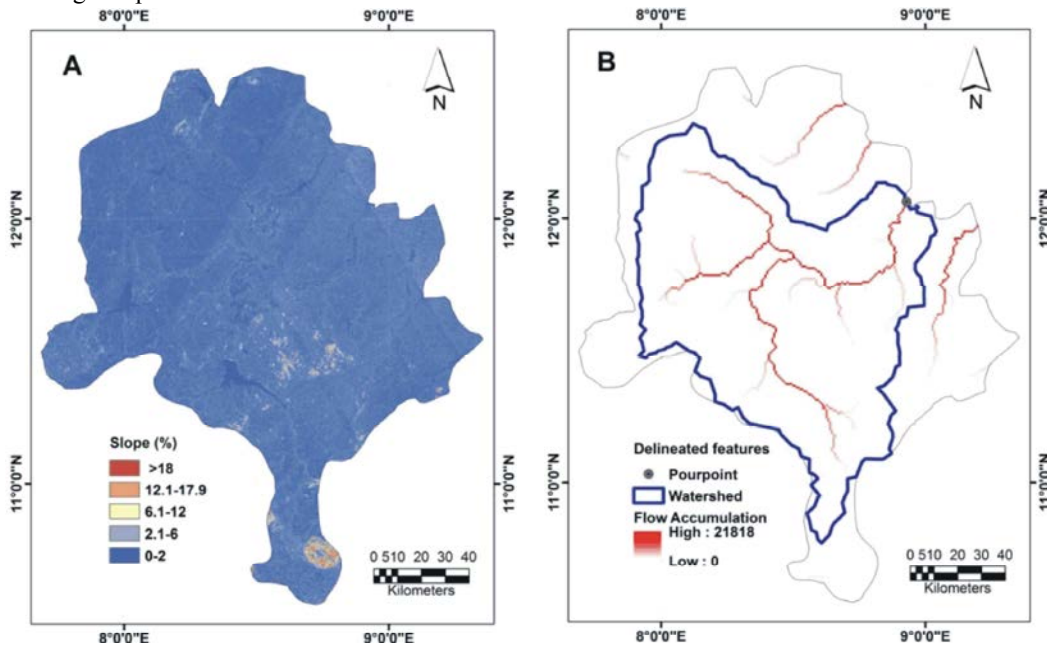 8°0'0"E 9°0'0"E
A
N
12°0'0"N
11°0'0"N
Slope (%)
>18
12.1-17.9
6.1-12
2.1-6
0-2
0 5 10 20 30 40
Kilometers
8°0'0"E 9°0'0"E
8°0'0"E 9°0'0"E
B
N
12°0'0"N 12°0'0"N
11°0'0"N 11°0'0"N
Delineated features
Pourpoint
Watershed
Flow Accumulation
High : 21818
Low : 0
0 5 10 20 30 40
Kilometers
8°0'0"E 9°0'0"E